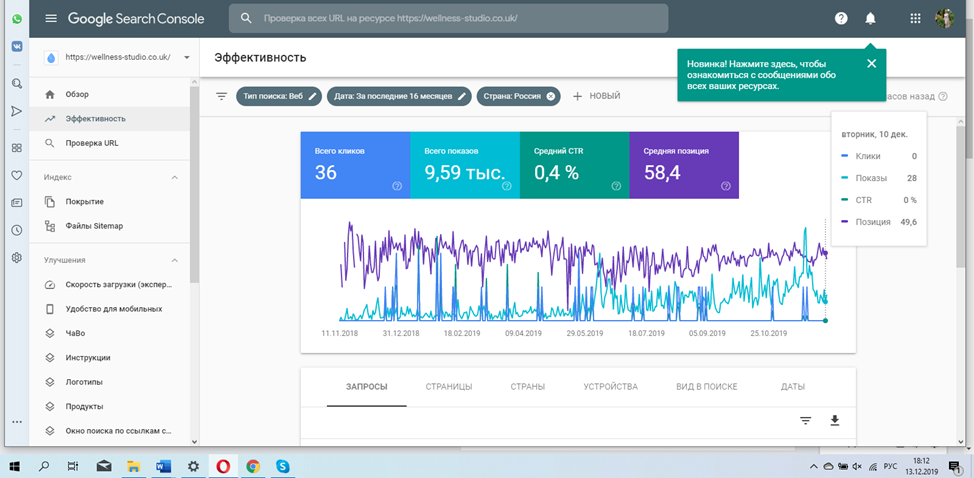 Google Search Console
Проверка всех URL на ресурсе https://wellness-studio.co.uk/
https://wellness-studio.co.uk/
Эффективность
Новинка! Нажмите здесь, чтобы
ознакомиться с сообщениями обо
всех ваших ресурсах.
Обзор
Эффективность
Проверка URL
Индекс
Покрытие
Файлы Sitemap
Улучшения
Скорость загрузки (экспер...
Удобство для мобильных
ЧаВо
Инструкции
Логотипы
Продукты
Окно поиска по ссылкам с...
Тип поиска: Веб
Дата: За последние 16 месяцев
Страна: Россия
НОВЫЙ
часов назад
Всего кликов
36
Всего показов
9,59 тыс.
Средний CTR
0,4 %
Средняя позиция
58,4
вторник, 10 дек.
Клики 0
Показы 28
CTR 0 %
Позиция 49,6
11.11.2018 31.12.2018 18.02.2019 09.04.2019 29.05.2019 18.07.2019 05.09.2019 25.10.2019
ЗАПРОСЫ СТРАНИЦЫ СТРАНЫ УСТРОЙСТВА ВИД В ПОИСКЕ ДАТЫ
РУС
18:12
13.12.2019
1